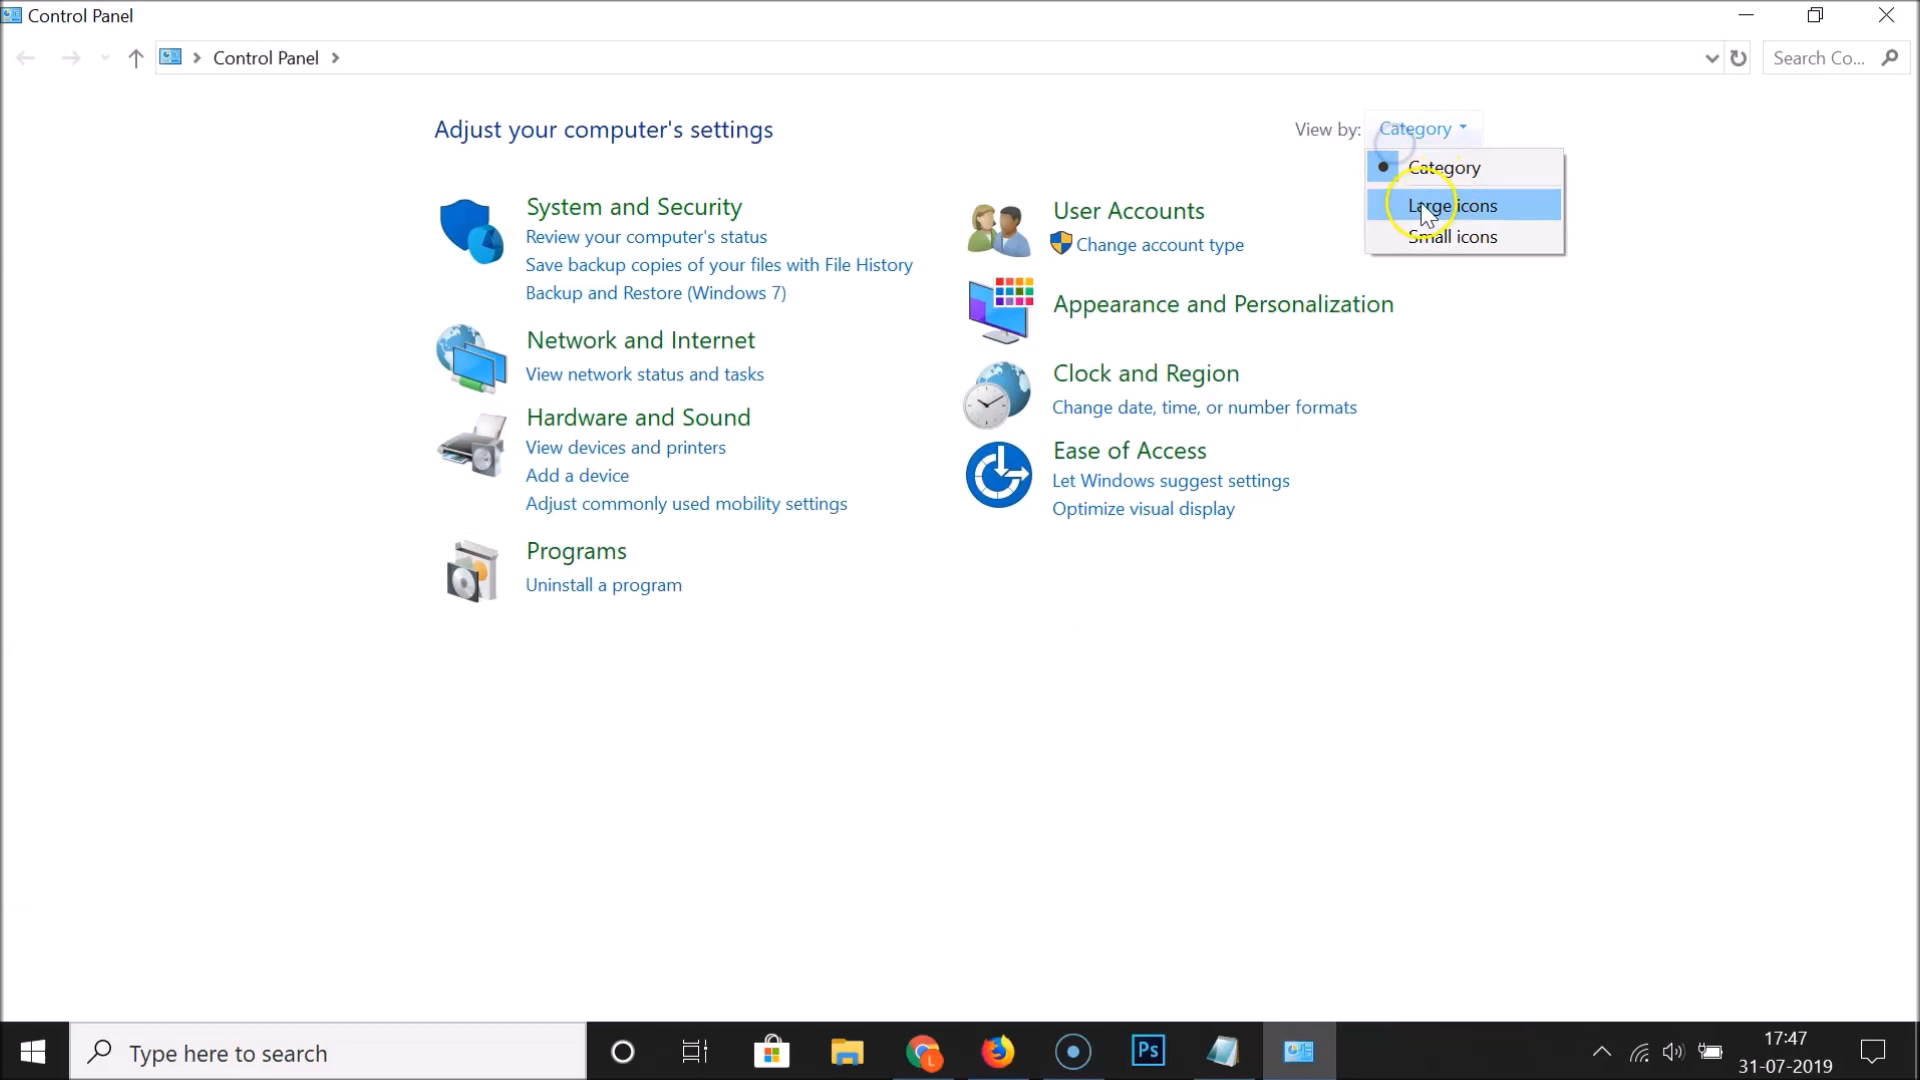 Control Panel
Control Panel
Search Co...
Adjust your computer's settings
View by: Category
Category
Large icons
Small icons
System and Security
Review your computer's status
Save backup copies of your files with File History
Backup and Restore (Windows 7)
Network and Internet
View network status and tasks
Hardware and Sound
View devices and printers
Add a device
Adjust commonly used mobility settings
Programs
Uninstall a program
User Accounts
Change account type
Appearance and Personalization
Clock and Region
Change date, time, or number formats
Ease of Access
Let Windows suggest settings
Optimize visual display
Type here to search
L
Ps
17:47
31-07-2019